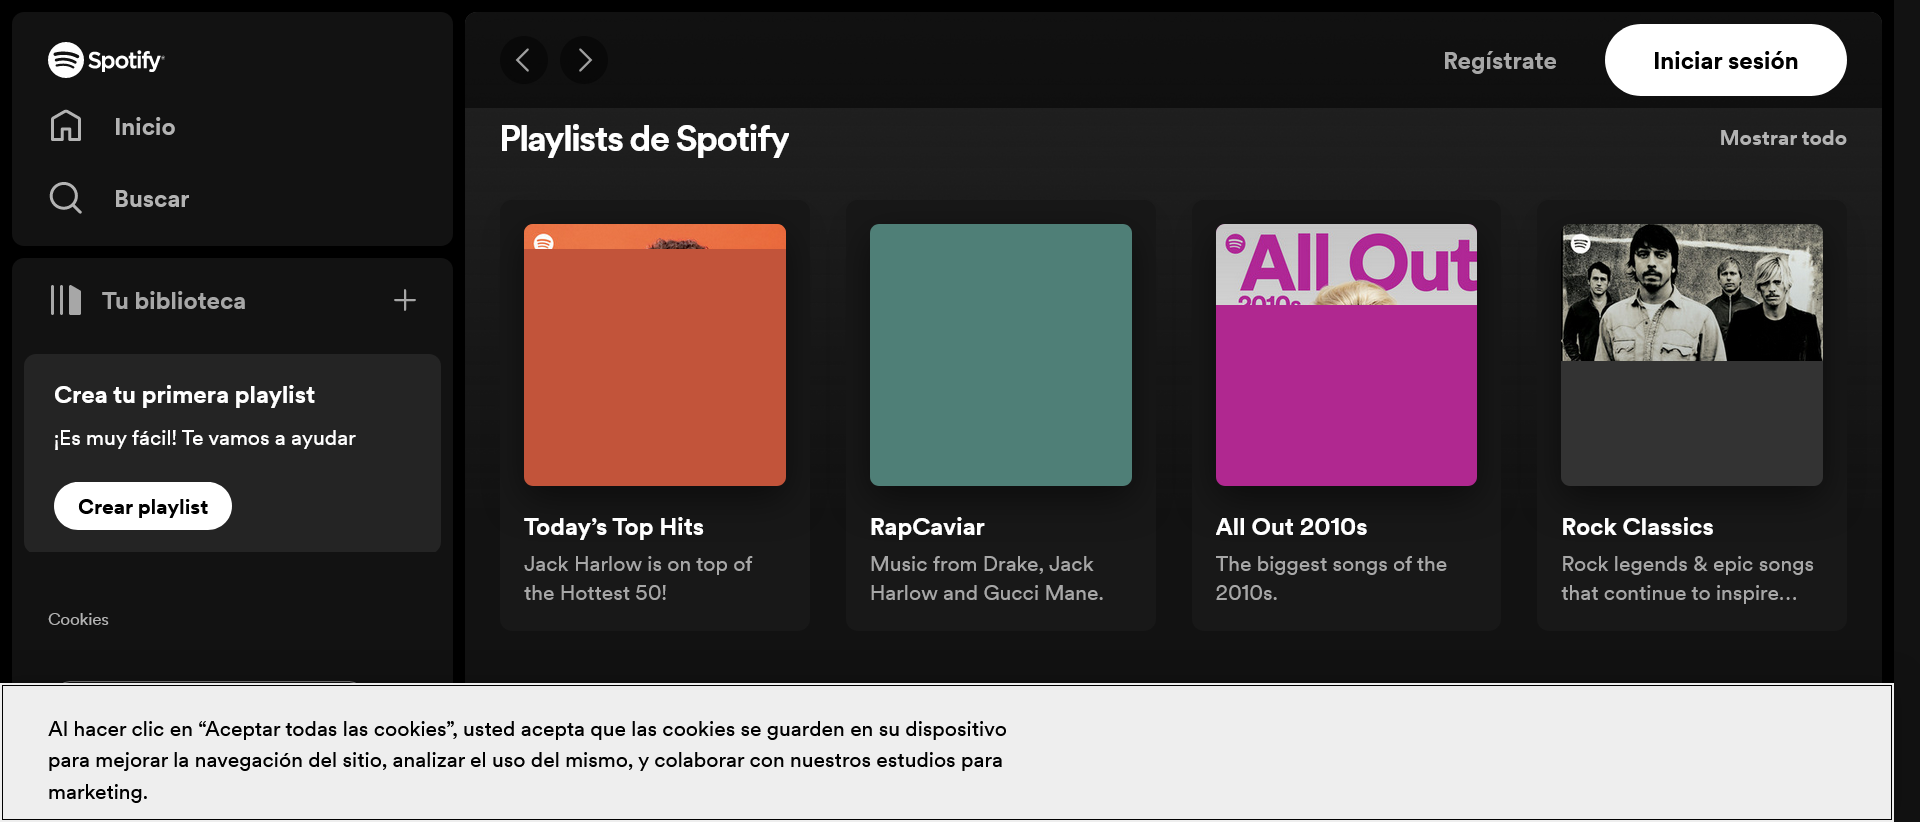 Spotify
Inicio
Buscar
Tu biblioteca
Crea tu primera playlist
¡Es muy fácil! Te vamos a ayudar
Crear playlist
Cookies
Regístrate
Iniciar sesión
Playlists de Spotify
Mostrar todo
Today’s Top Hits
Jack Harlow is on top of
the Hottest 50!
RapCaviar
Music from Drake, Jack
Harlow and Gucci Mane.
All Out
2010s
All Out 2010s
The biggest songs of the
2010s.
Rock Classics
Rock legends & epic songs
that continue to inspire…
Al hacer clic en “Aceptar todas las cookies”, usted acepta que las cookies se guarden en su dispositivo
para mejorar la navegación del sitio, analizar el uso del mismo, y colaborar con nuestros estudios para
marketing.